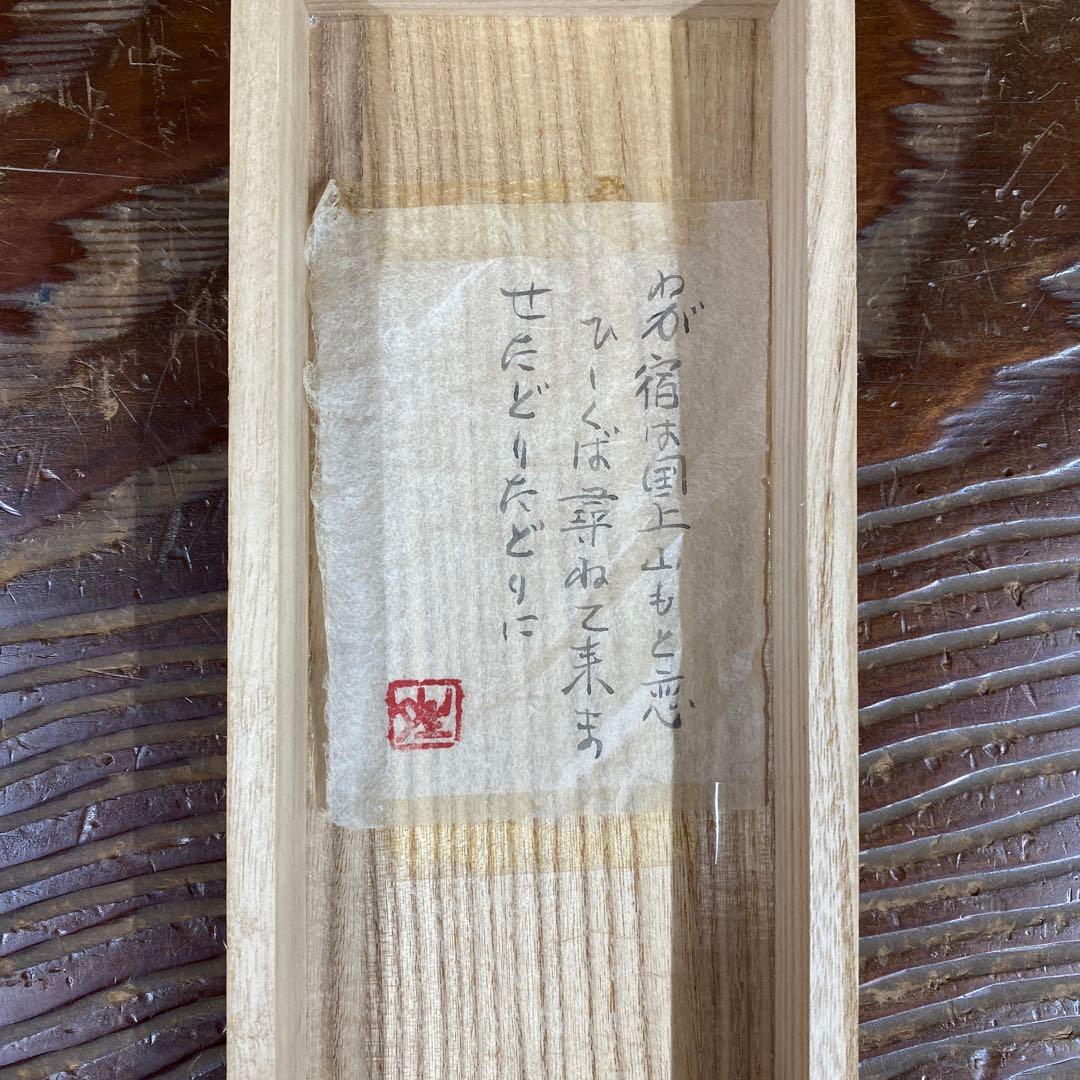 わが宿は国上山もと恋
ひしくば尋ねて来ま
せたどりたどりに